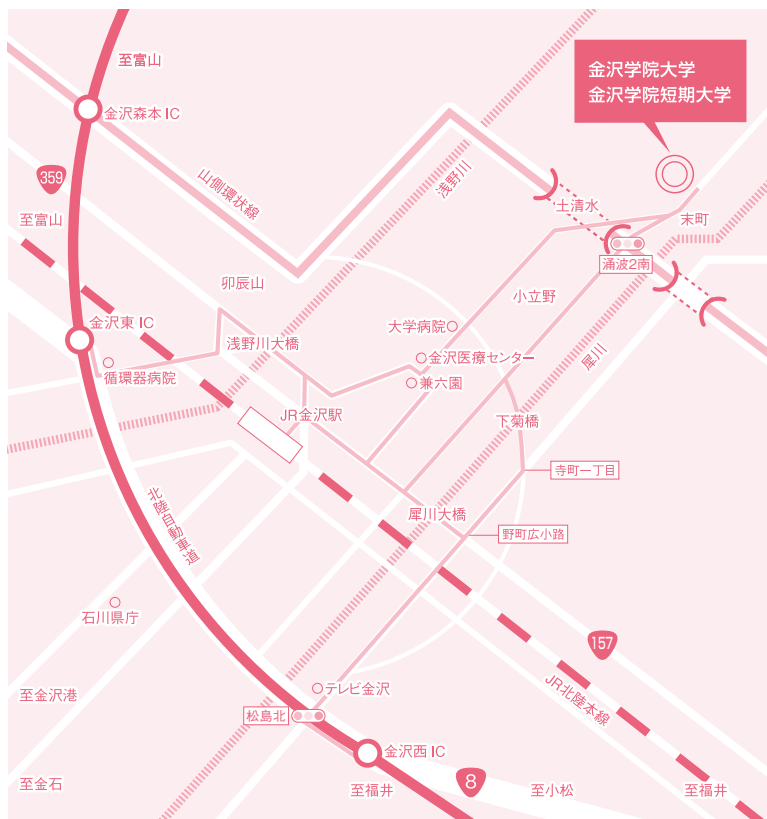 至富山
金沢学院大学
金沢学院短期大学
金沢森本IC
山側環状線
浅野川
359
土清水
末町
至富山
涌波2南
卯辰山
小立野
金沢東IC
大学病院
浅野川大橋
金沢医療センター
犀川
循環器病院
兼六園
JR金沢駅
下菊橋
寺町一丁目
北陸自動車道
犀川大橋
野町広小路
石川県庁
157
テレビ金沢
JR北陸本線
至金沢港
松島北
金沢西IC
8
至金石
至福井
至小松
至福井